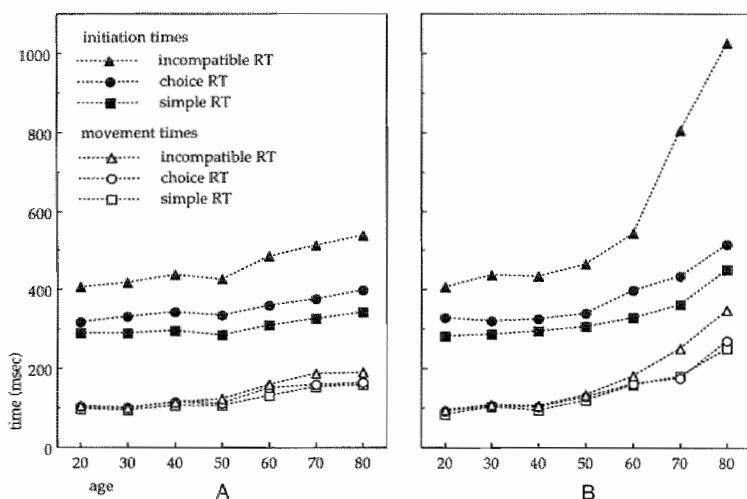 initiation times
incompatible RT
choice RT
simple RT
movement times
incompatible RT
choice RT
simple RT
1000
800
600
400
200
0
time (msec)
20 30 40 50 60 70 80
age
A
20 30 40 50 60 70 80
B